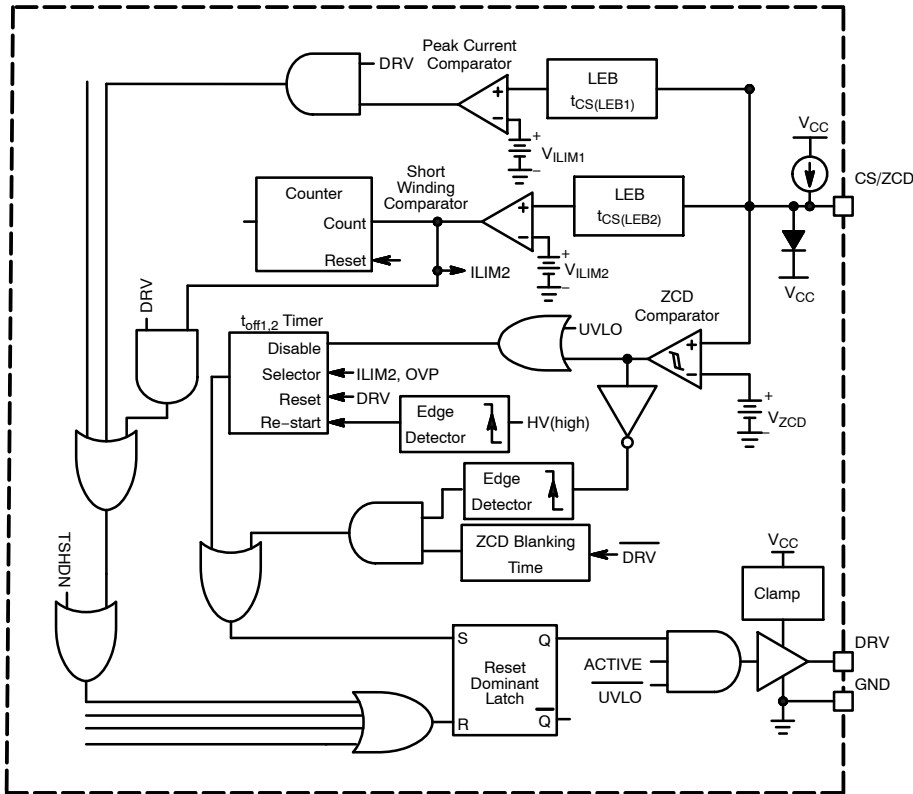 Peak Current
Comparator
DRV
LEB
tCS(LEB1)
+
−
+
−
VILIM1
VCC
CS/ZCD
Counter
Count
Reset
Short
Winding
Comparator
LEB
tCS(LEB2)
+
−
+
−
VILIM2
ILIM2
VCC
DRV
toff1,2 Timer
Disable
Selector
Reset
Re−start
UVLO
ILIM2, OVP
DRV
ZCD
Comparator
+
−
+
−
VZCD
Edge
Detector
HV(high)
Edge
Detector
ZCD Blanking
Time
DRV
TSHDN
VCC
Clamp
S
Q
Reset
Dominant
Latch
R
Q
ACTIVE
UVLO
DRV
GND